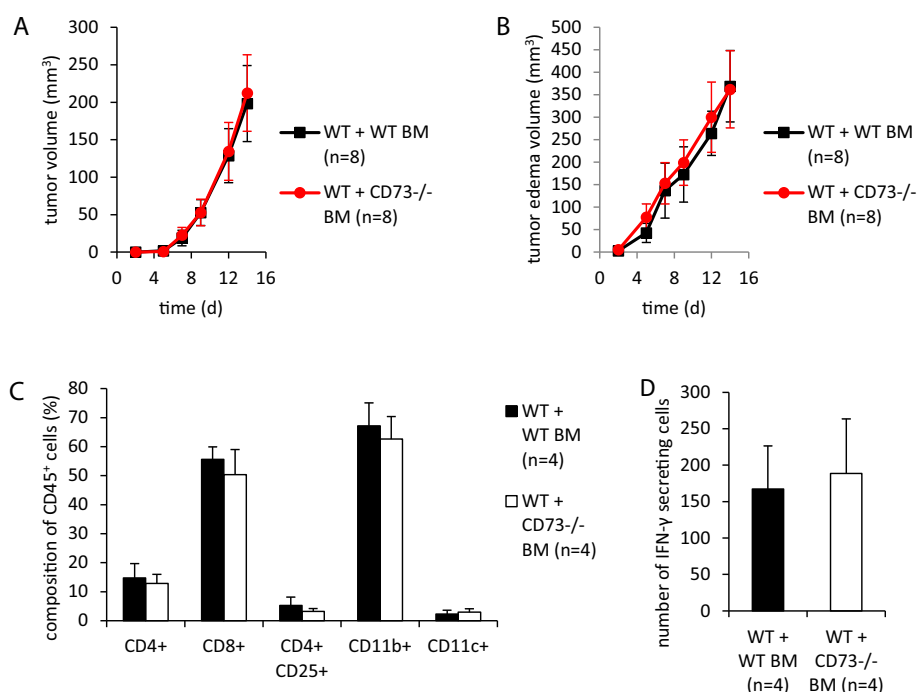 A
tumor volume (mm³)
300
250
200
150
100
50
0
0 4 8 12 16
time (d)
WT + WT BM
(n=8)
WT + CD73-/-
BM (n=8)
B
tumor edema volume (mm³)
500
450
400
350
300
250
200
150
100
50
0
0 4 8 12 16
time (d)
WT + WT BM
(n=8)
WT + CD73-/-
BM (n=8)
C
composition of CD45⁺ cells (%)
80
70
60
50
40
30
20
10
0
CD4+ CD8+ CD4+ CD11b+ CD11c+
CD25+
WT +
WT BM
(n=4)
WT +
CD73-/-
BM (n=4)
D
number of IFN-γ secreting cells
300
250
200
150
100
50
0
WT + WT +
WT BM CD73-/-
(n=4) BM (n=4)